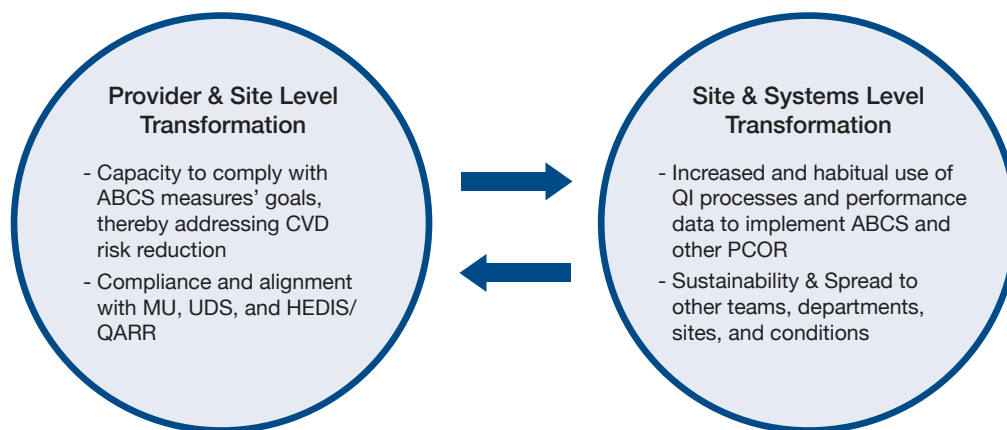 Provider & Site Level
Transformation
- Capacity to comply with
ABCS measures’ goals,
thereby addressing CVD
risk reduction
- Compliance and alignment
with MU, UDS, and HEDIS/
QARR
Site & Systems Level
Transformation
- Increased and habitual use of
QI processes and performance
data to implement ABCS and
other PCOR
- Sustainability & Spread to
other teams, departments,
sites, and conditions